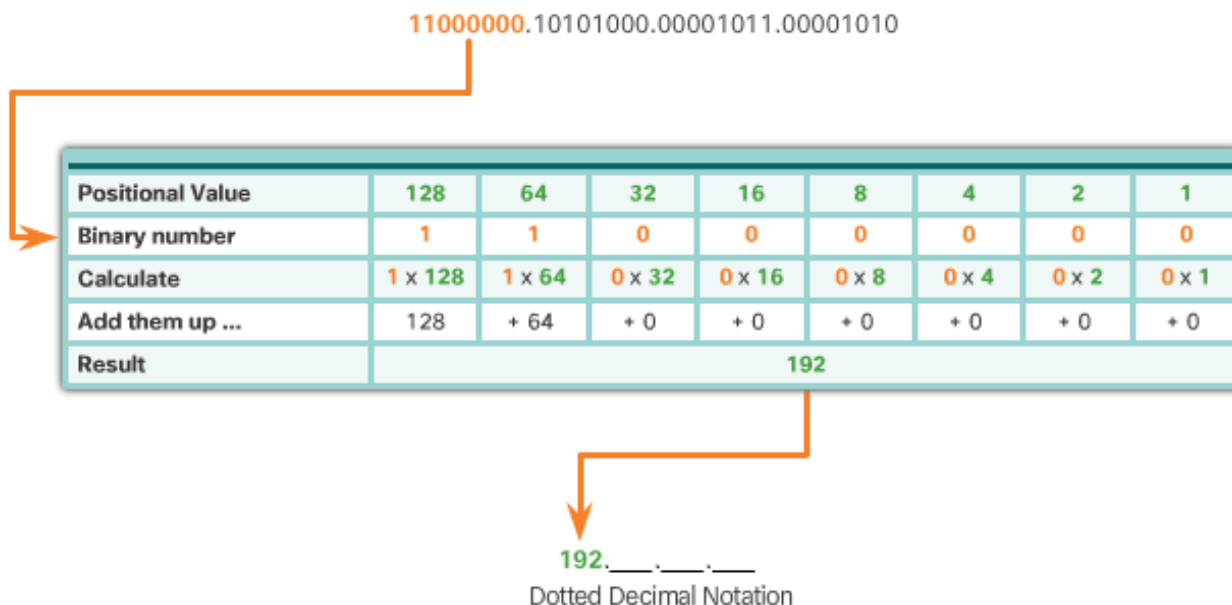 11000000.10101000.00001011.00001010
Positional Value 128 64 32 16 8 4 2 1
Binary number 1 1 0 0 0 0 0 0
Calculate 1 x 128 1 x 64 0 x 32 0 x 16 0 x 8 0 x 4 0 x 2 0 x 1
Add them up ... 128 + 64 + 0 + 0 + 0 + 0 + 0 + 0
Result 192
192.___.___.___
Dotted Decimal Notation